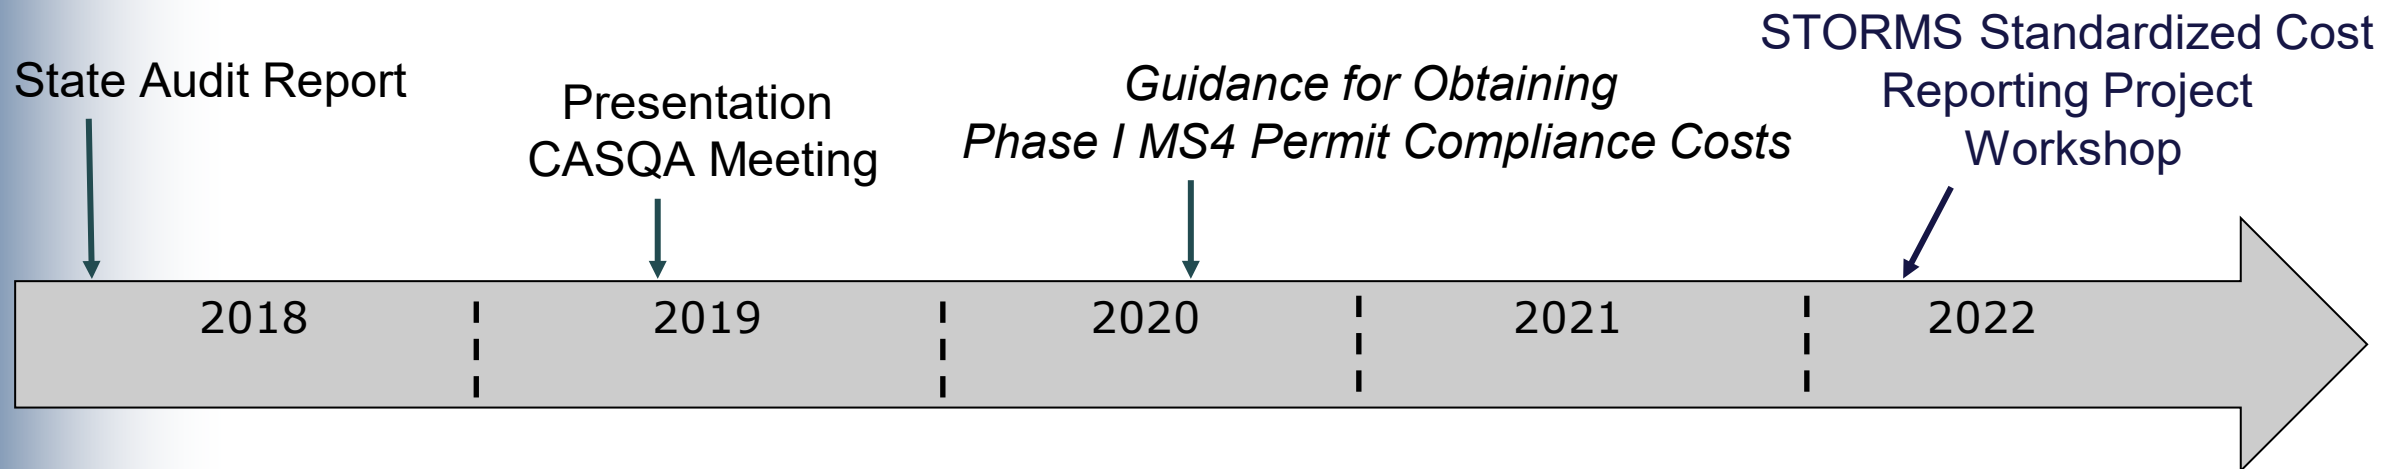 State Audit Report
Presentation
CASQA Meeting
Guidance for Obtaining
Phase I MS4 Permit Compliance Costs
STORMS Standardized Cost
Reporting Project
Workshop
2018
2019
2020
2021
2022